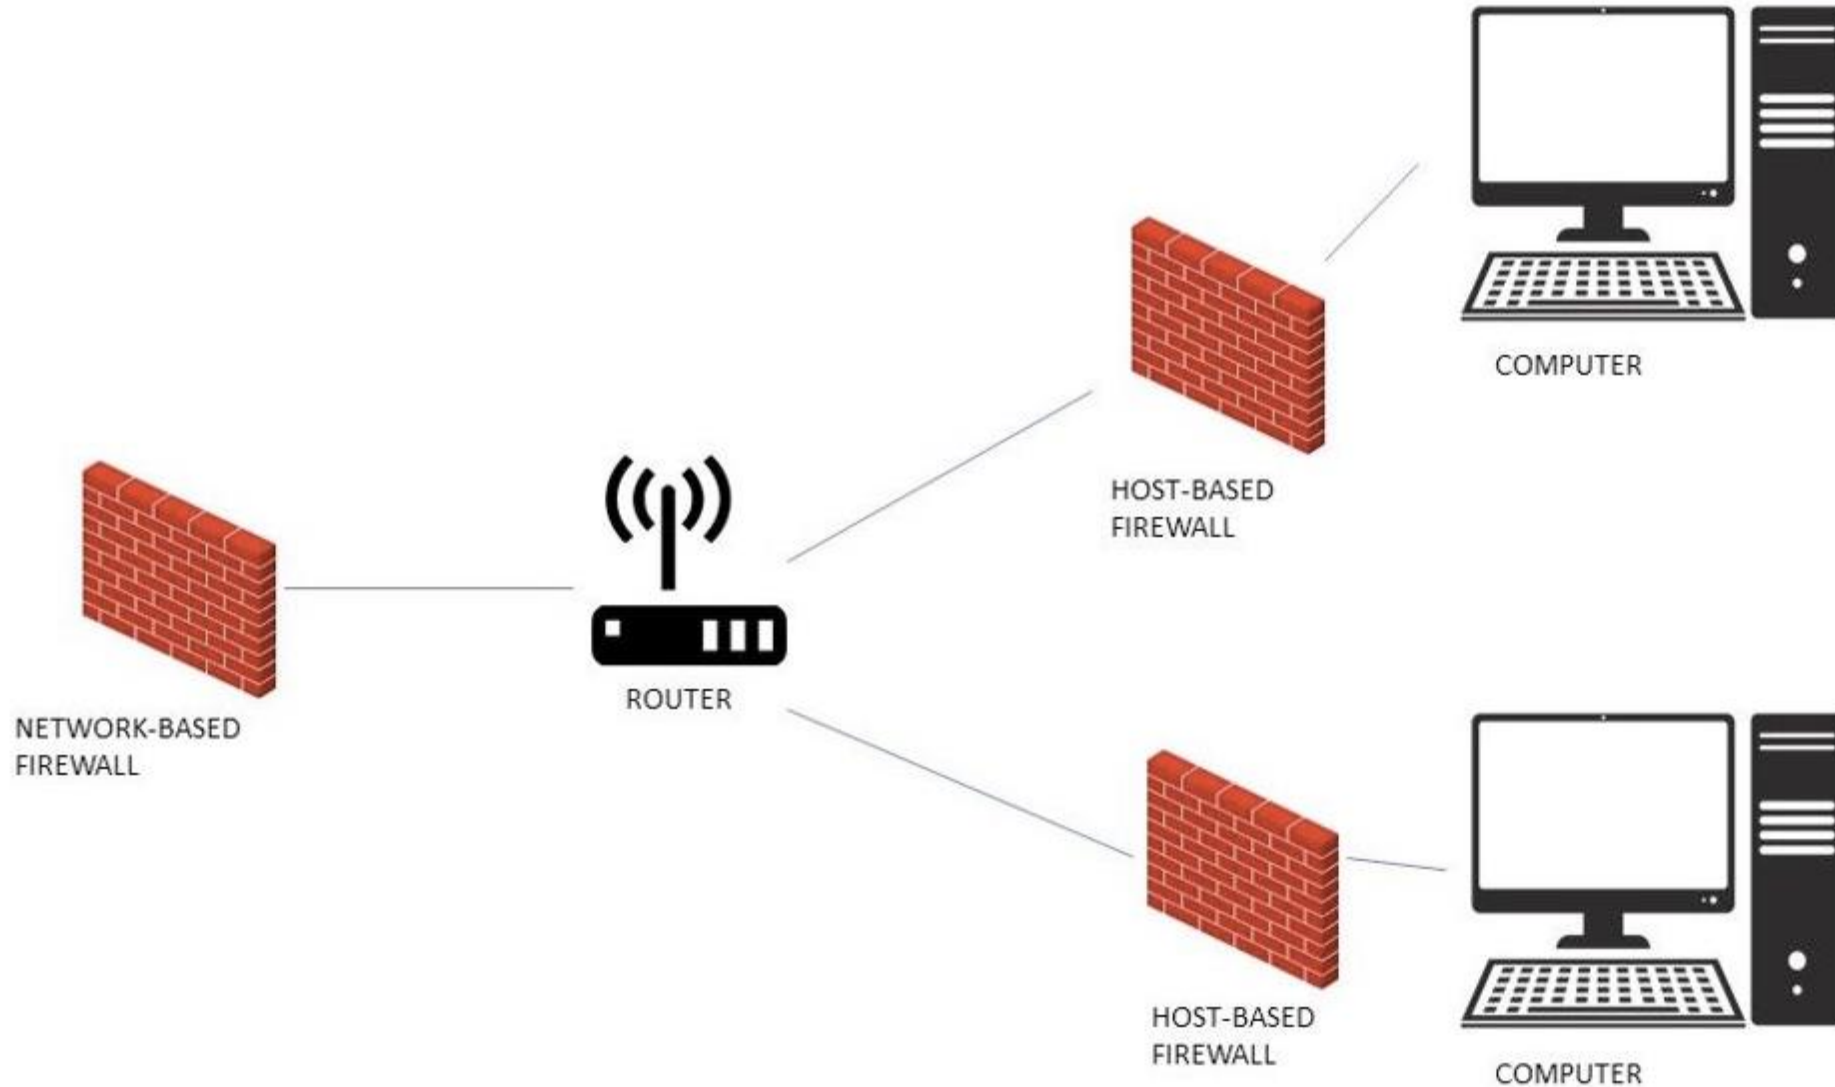 COMPUTER
HOST-BASED
FIREWALL
ROUTER
NETWORK-BASED
FIREWALL
HOST-BASED
FIREWALL
COMPUTER